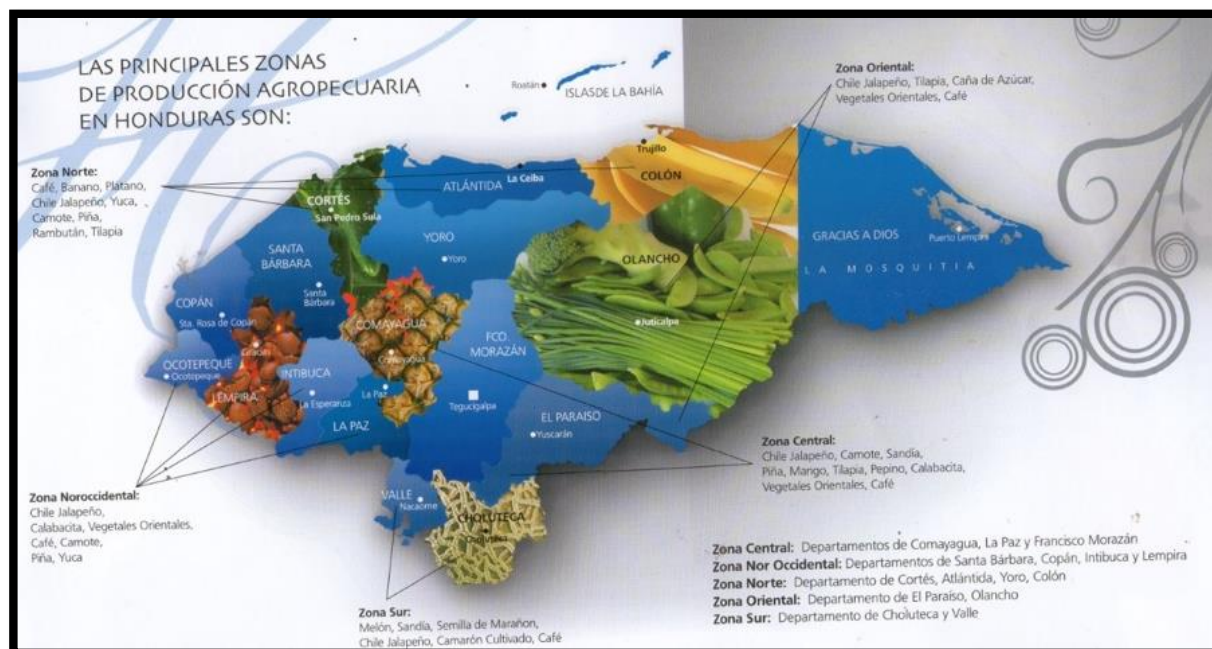 LAS PRINCIPALES ZONAS
DE PRODUCCIÓN AGROPECUARIA
EN HONDURAS SON:
Roatán
ISLAS DE LA BAHÍA
Zona Oriental:
Chile Jalapeño, Tilapia, Caña de Azúcar,
Vegetales Orientales, Café
Zona Norte:
Café, Banano, Plátano,
Chile Jalapeño, Yuca,
Camote, Piña,
Rambután, Tilapia
Trujillo
COLÓN
La Ceiba
ATLÁNTIDA
CORTÉS
San Pedro Sula
YORO
Yoro
SANTA
BÁRBARA
Santa
Bárbara
OLANCHO
Juticalpa
GRACIAS A DIOS
Puerto Lempira
LA MOSQUITIA
COPÁN
Sta. Rosa de Copán
COMAYAGUA
Comayagua
FCO.
MORAZÁN
OCOTEPEQUE
Ocotepeque
Gracias
LEMPIRA
INTIBUCA
La Esperanza
La Paz
LA PAZ
Tegucigalpa
EL PARAISO
Yuscarán
VALLE
Nacaome
CHOLUTECA
Choluteca
Zona Central:
Chile Jalapeño, Camote, Sandía,
Piña, Mango, Tilapia, Pepino, Calabacita,
Vegetales Orientales, Café
Zona Noroccidental:
Chile Jalapeño,
Calabacita, Vegetales Orientales,
Café, Camote,
Piña, Yuca
Zona Sur:
Melón, Sandía, Semilla de Marañon,
Chile Jalapeño, Camarón Cultivado, Café
Zona Central: Departamentos de Comayagua, La Paz y Francisco Morazán
Zona Nor Occidental: Departamentos de Santa Bárbara, Copán, Intibuca y Lempira
Zona Norte: Departamento de Cortés, Atlántida, Yoro, Colón
Zona Oriental: Departamento de El Paraíso, Olancho
Zona Sur: Departamento de Choluteca y Valle